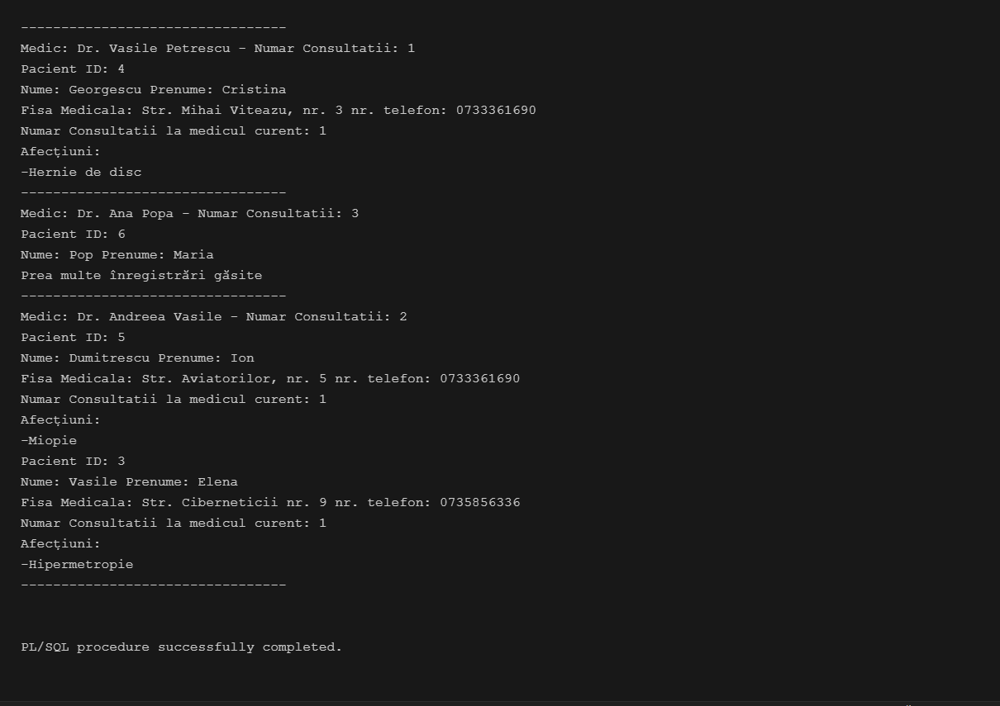 ---------------------------------
Medic: Dr. Vasile Petrescu - Numar Consultatii: 1
Pacient ID: 4
Nume: Georgescu Prenume: Cristina
Fisa Medicala: Str. Mihai Viteazu, nr. 3 nr. telefon: 0733361690
Numar Consultatii la medicul curent: 1
Afecțiuni:
-Hernie de disc
---------------------------------
Medic: Dr. Ana Popa - Numar Consultatii: 3
Pacient ID: 6
Nume: Pop Prenume: Maria
Prea multe înregistrări găsite
---------------------------------
Medic: Dr. Andreea Vasile - Numar Consultatii: 2
Pacient ID: 5
Nume: Dumitrescu Prenume: Ion
Fisa Medicala: Str. Aviatorilor, nr. 5 nr. telefon: 0733361690
Numar Consultatii la medicul curent: 1
Afecțiuni:
-Miopie
Pacient ID: 3
Nume: Vasile Prenume: Elena
Fisa Medicala: Str. Ciberneticii nr. 9 nr. telefon: 0735856336
Numar Consultatii la medicul curent: 1
Afecțiuni:
-Hipermetropie
---------------------------------
PL/SQL procedure successfully completed.